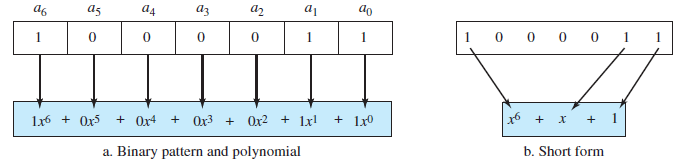 a₆ a₅ a₄ a₃ a₂ a₁ a₀
1 0 0 0 0 1 1
1x⁶ + 0x⁵ + 0x⁴ + 0x³ + 0x² + 1x¹ + 1x⁰
a. Binary pattern and polynomial
1 0 0 0 0 1 1
x⁶ + x + 1
b. Short form